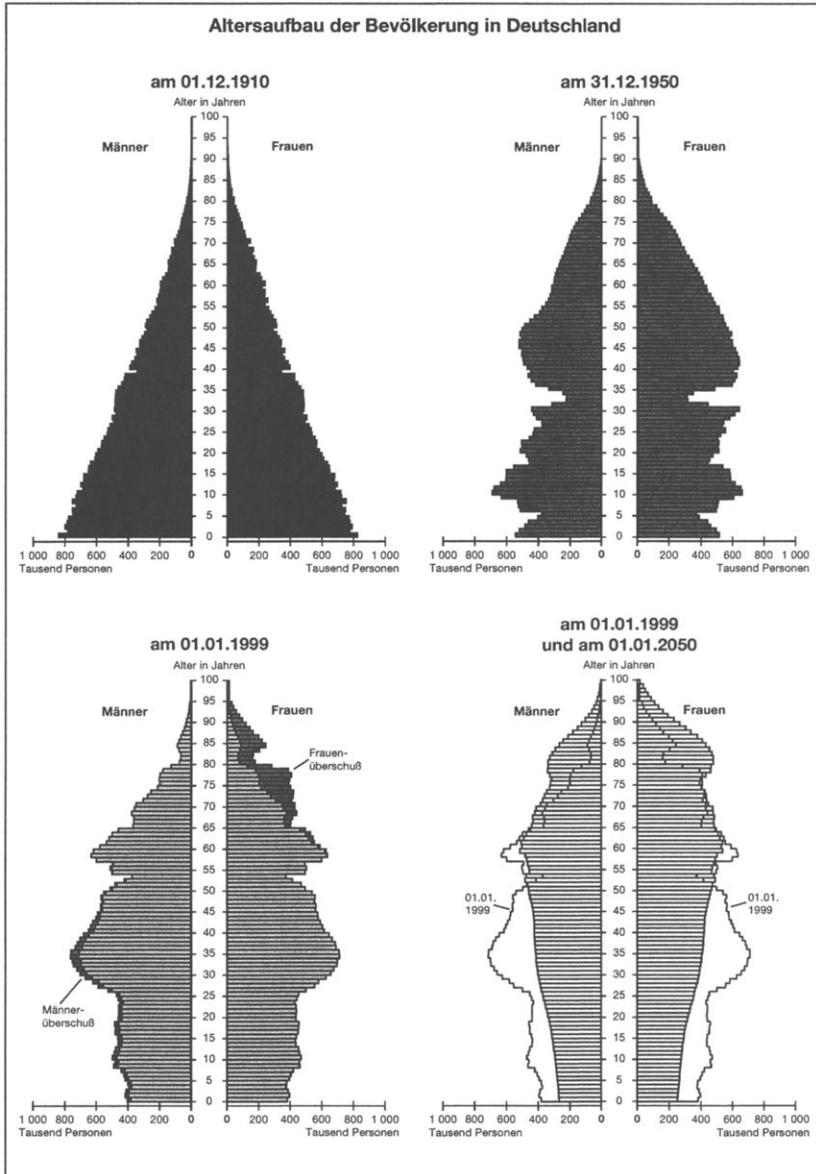 Altersaufbau der Bevölkerung in Deutschland
am 01.12.1910
Alter in Jahren
Männer
Frauen
100
95
90
85
80
75
70
65
60
55
50
45
40
35
30
25
20
15
10
5
0
1 000 800 600 400 200 0
0 200 400 600 800 1 000
Tausend Personen
Tausend Personen
am 31.12.1950
Alter in Jahren
Männer
Frauen
100
95
90
85
80
75
70
65
60
55
50
45
40
35
30
25
20
15
10
5
0
1 000 800 600 400 200 0
0 200 400 600 800 1 000
Tausend Personen
Tausend Personen
am 01.01.1999
Alter in Jahren
Männer
Frauen
100
95
90
85
80
75
70
65
60
55
50
45
40
35
30
25
20
15
10
5
0
Frauen-
überschuß
Männer-
überschuß
1 000 800 600 400 200 0
0 200 400 600 800 1 000
Tausend Personen
Tausend Personen
am 01.01.1999
und am 01.01.2050
Alter in Jahren
Männer
Frauen
100
95
90
85
80
75
70
65
60
55
50
45
40
35
30
25
20
15
10
5
0
01.01.
1999
01.01.
1999
1 000 800 600 400 200 0
0 200 400 600 800 1 000
Tausend Personen
Tausend Personen